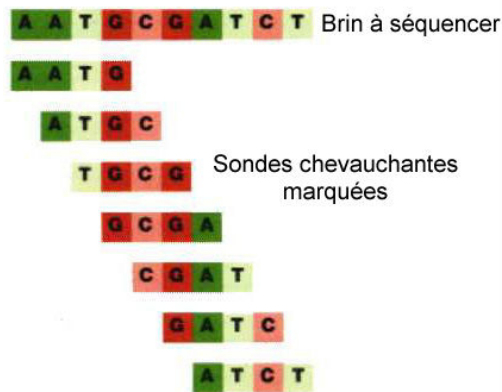 A A T G C G A T C T Brin à séquencer
A A T G
A T G C
T G C G Sondes chevauchantes
marquées
G C G A
C G A T
G A T C
A T C T